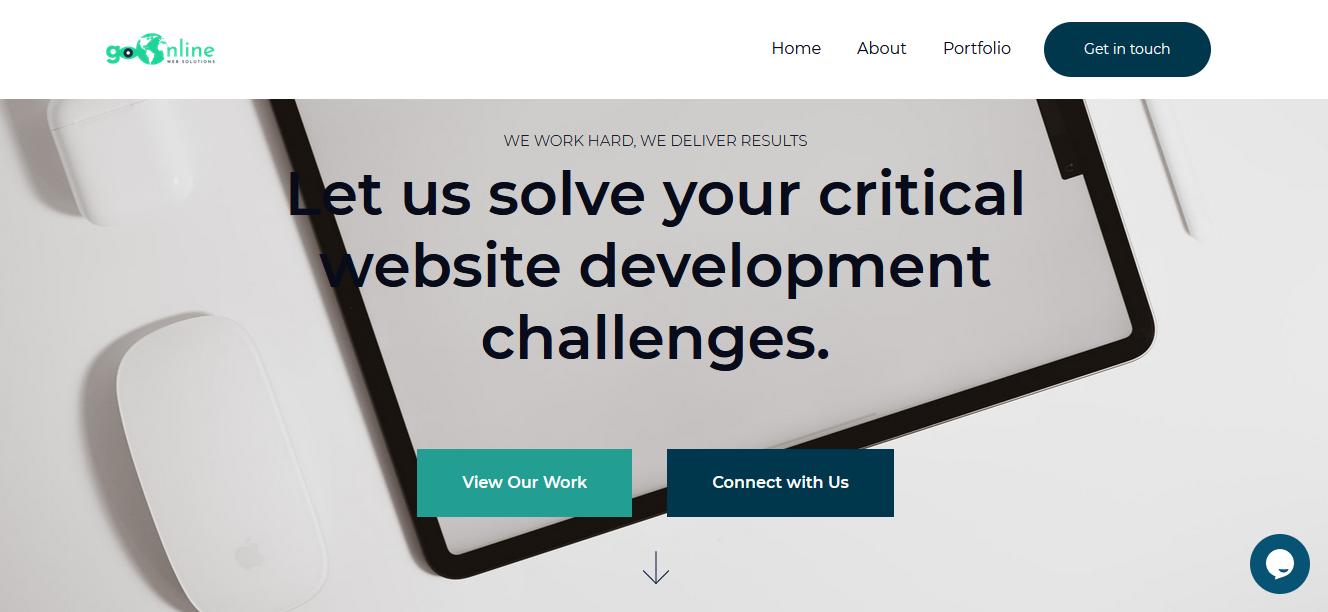 goOnline
WEB SOLUTIONS
Home About Portfolio Get in touch
WE WORK HARD, WE DELIVER RESULTS
Let us solve your critical
website development
challenges.
View Our Work Connect with Us